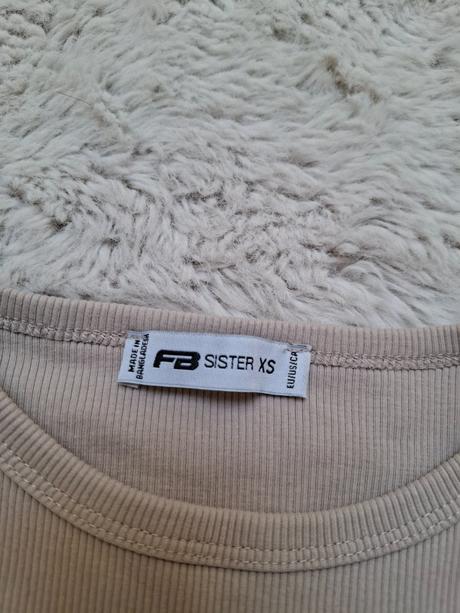 MADE IN
BANGLADESH
FB SISTER XS
EU/US/CA